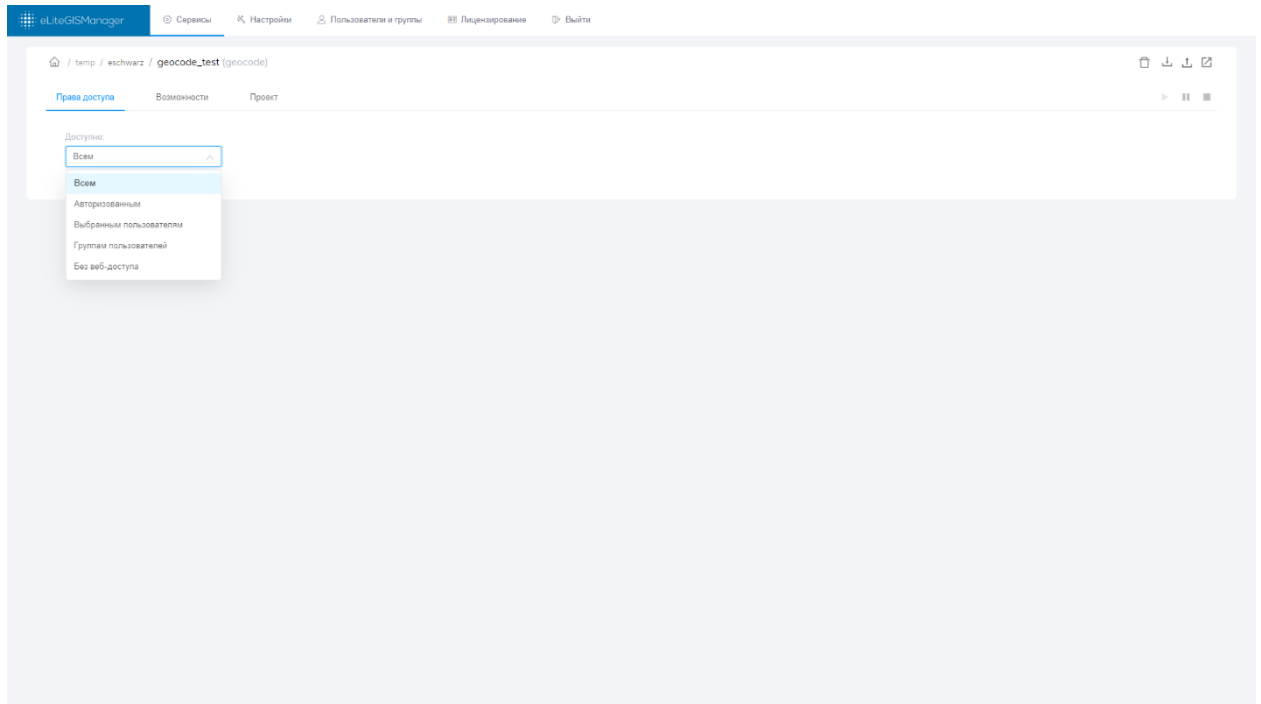 eLiteGISManager Сервисы Настройки Пользователи и группы Лицензирование Выйти
/ temp / eschwarz / geocode_test (geocode)
Права доступа Возможности Проект
Доступно:
Всем
Всем
Авторизованным
Выбранным пользователям
Группам пользователей
Без веб-доступа